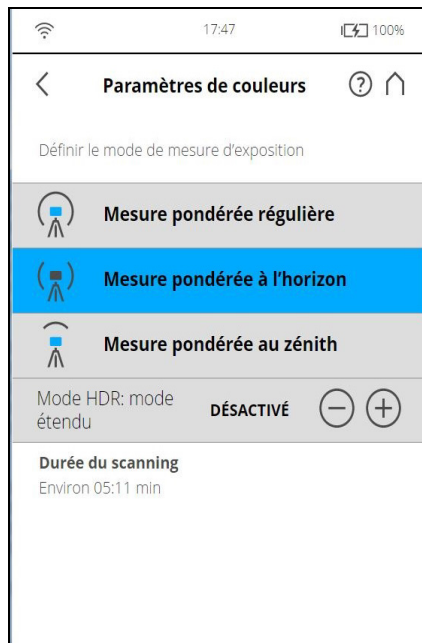 17:47
100%
Paramètres de couleurs
Définir le mode de mesure d’exposition
Mesure pondérée régulière
Mesure pondérée à l’horizon
Mesure pondérée au zénith
Mode HDR: mode
étendu
DÉSACTIVÉ
Durée du scanning
Environ 05:11 min